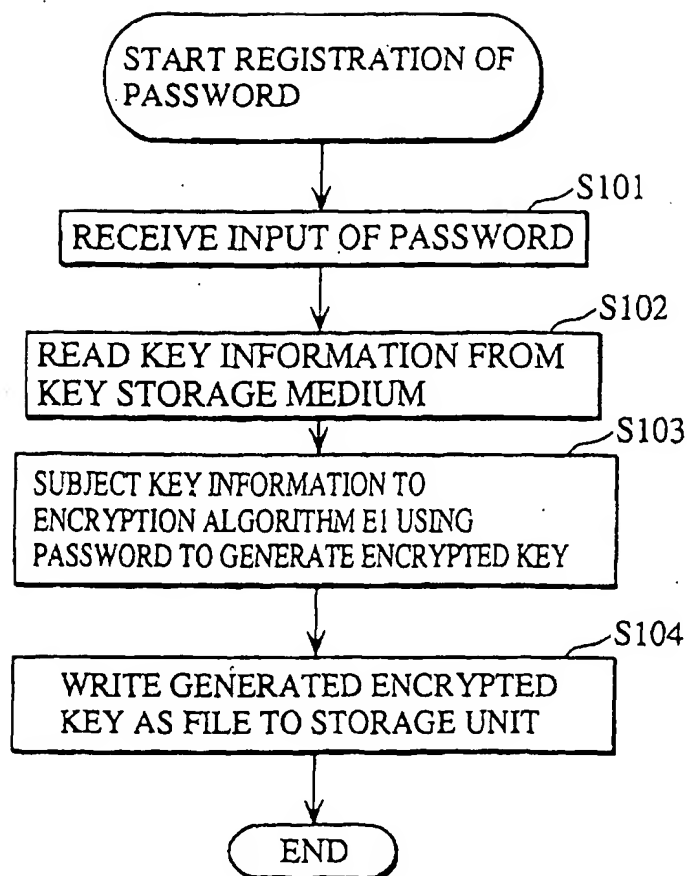 START REGISTRATION OF
PASSWORD
S101
RECEIVE INPUT OF PASSWORD
S102
READ KEY INFORMATION FROM
KEY STORAGE MEDIUM
S103
SUBJECT KEY INFORMATION TO
ENCRYPTION ALGORITHM E1 USING
PASSWORD TO GENERATE ENCRYPTED KEY
S104
WRITE GENERATED ENCRYPTED
KEY AS FILE TO STORAGE UNIT
END